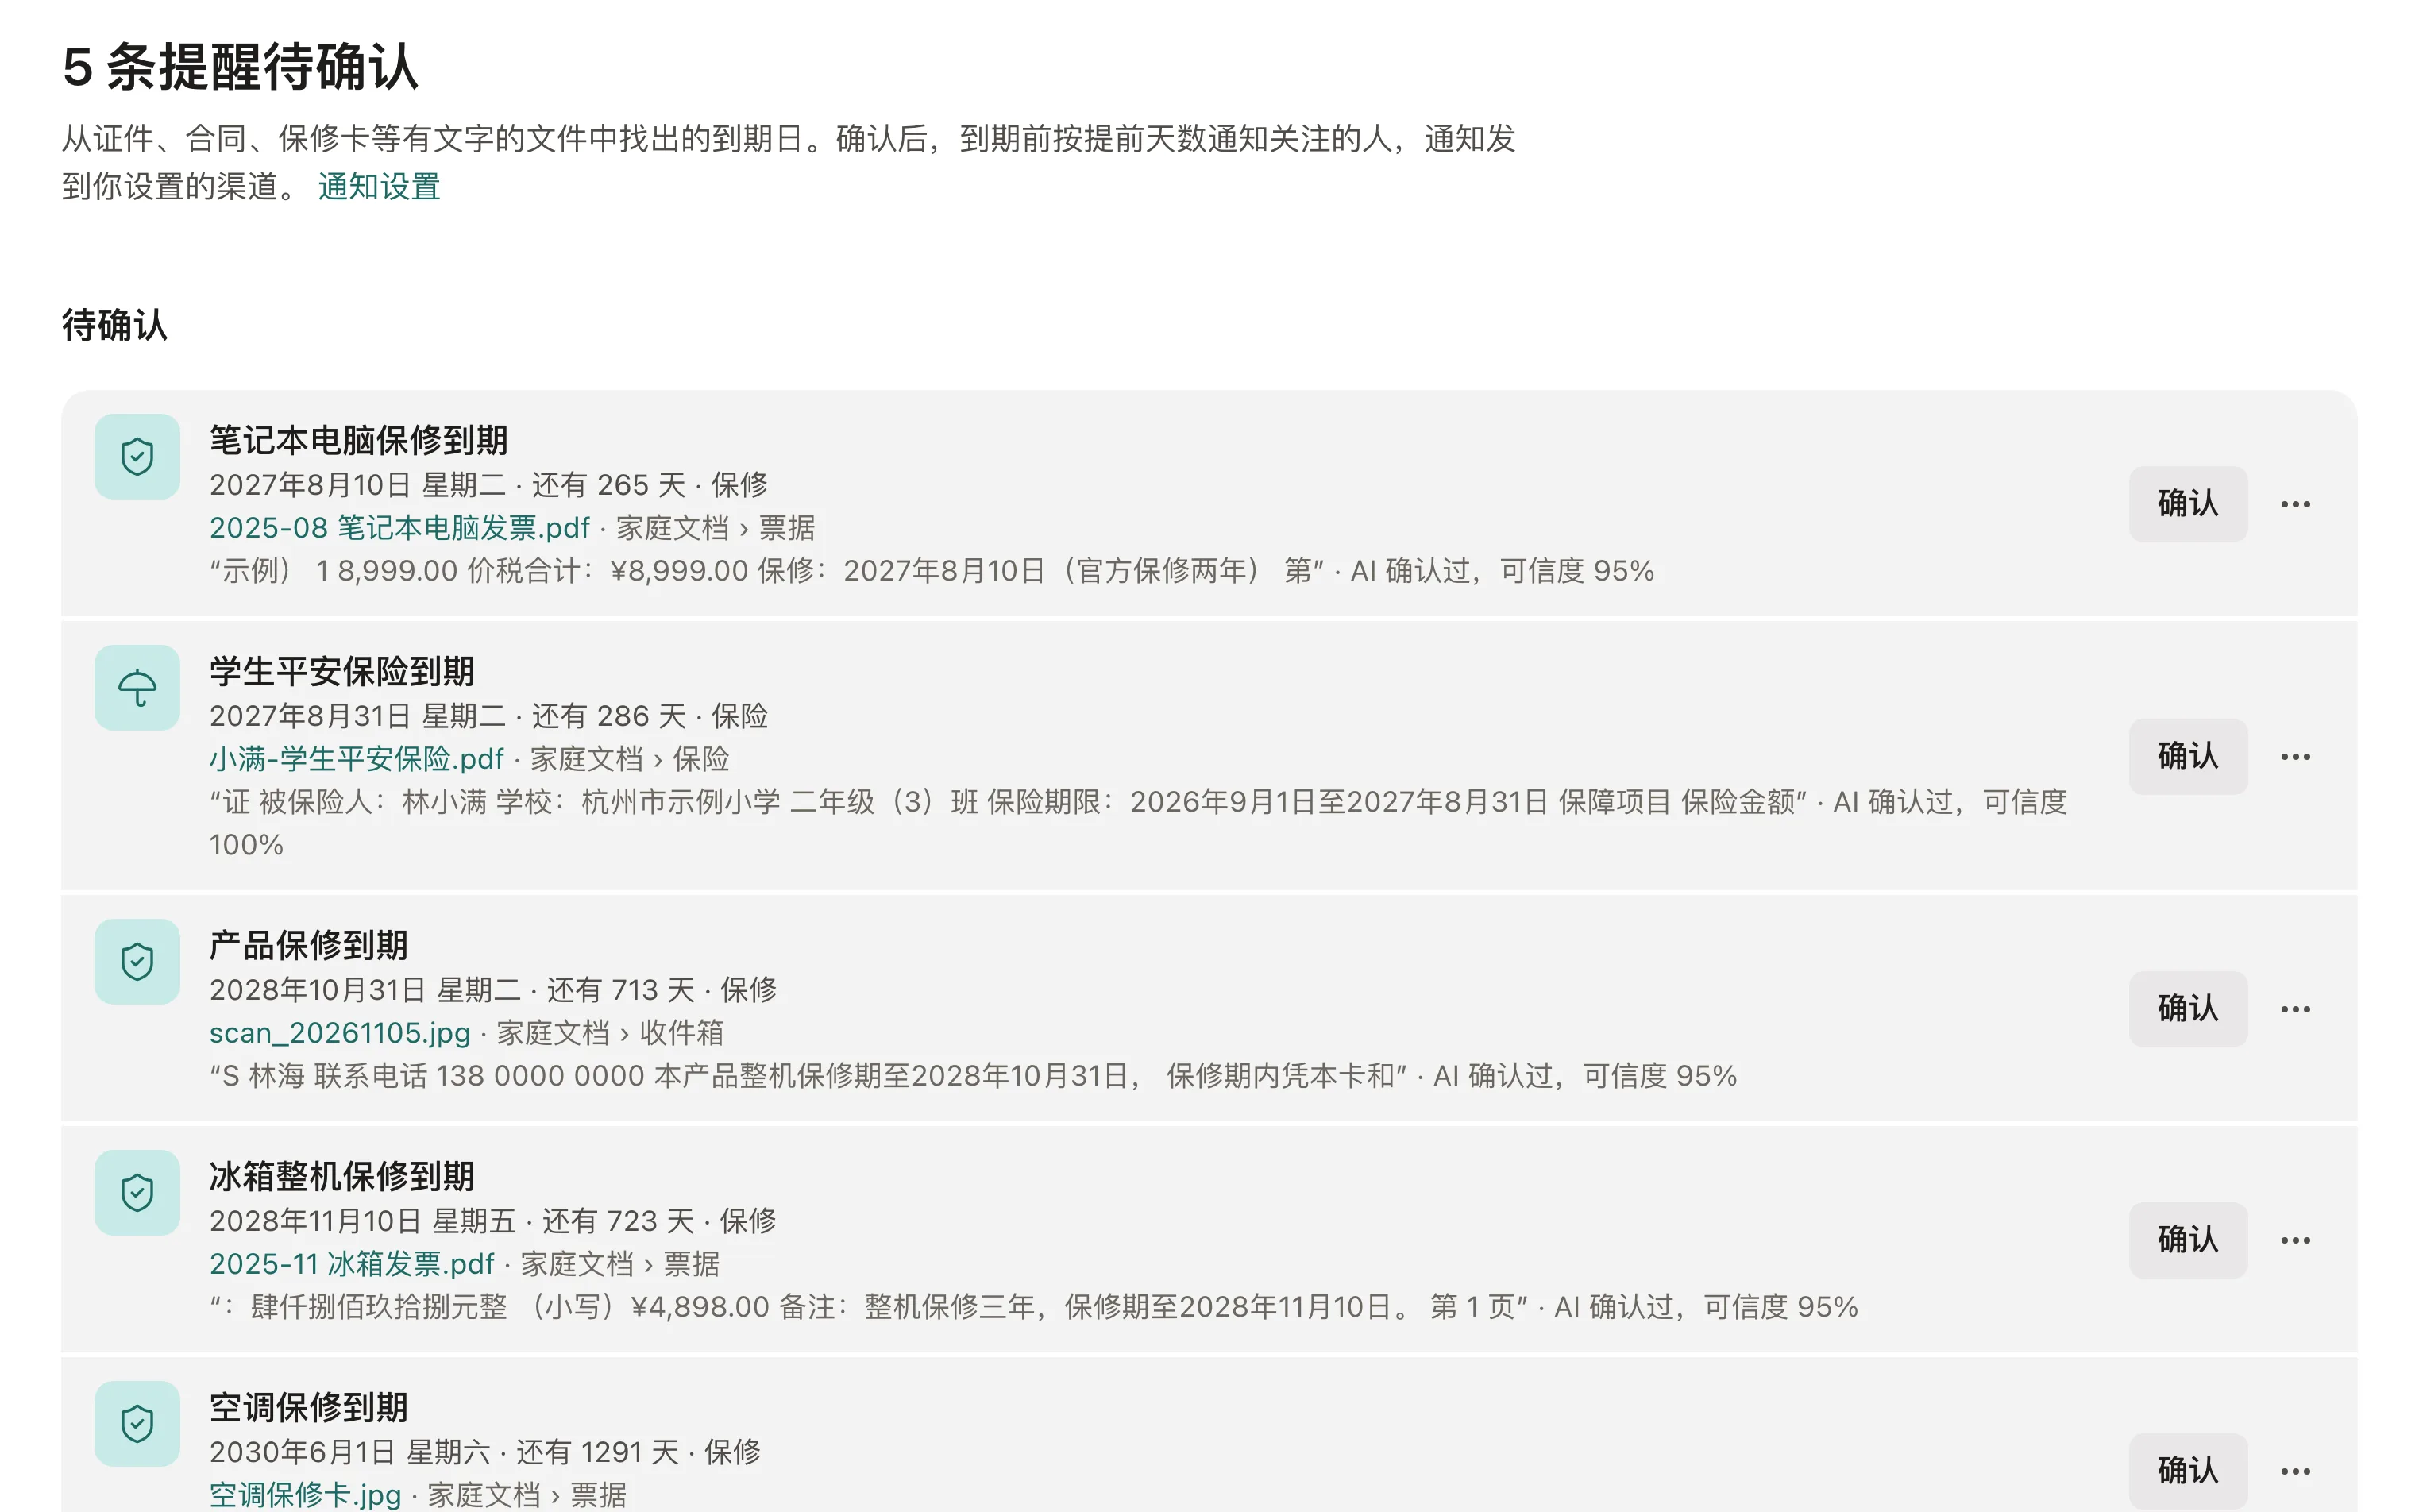 5 条提醒待确认
从证件、合同、保修卡等有文字的文件中找出的到期日。确认后，到期前按提前天数通知关注的人，通知发
到你设置的渠道。 通知设置
待确认
笔记本电脑保修到期
2027年8月10日 星期二 · 还有 265 天 · 保修
2025-08 笔记本电脑发票.pdf · 家庭文档 › 票据
“示例） 1 8,999.00 价税合计：¥8,999.00 保修：2027年8月10日（官方保修两年） 第” · AI 确认过，可信度 95%
确认
学生平安保险到期
2027年8月31日 星期二 · 还有 286 天 · 保险
小满-学生平安保险.pdf · 家庭文档 › 保险
“证 被保险人：林小满 学校：杭州市示例小学 二年级（3）班 保险期限：2026年9月1日至2027年8月31日 保障项目 保险金额” · AI 确认过，可信度
100%
确认
产品保修到期
2028年10月31日 星期二 · 还有 713 天 · 保修
scan_20261105.jpg · 家庭文档 › 收件箱
“S 林海 联系电话 138 0000 0000 本产品整机保修期至2028年10月31日， 保修期内凭本卡和” · AI 确认过，可信度 95%
确认
冰箱整机保修到期
2028年11月10日 星期五 · 还有 723 天 · 保修
2025-11 冰箱发票.pdf · 家庭文档 › 票据
“：肆仟捌佰玖拾捌元整 （小写）¥4,898.00 备注：整机保修三年，保修期至2028年11月10日。 第 1 页” · AI 确认过，可信度 95%
确认
空调保修到期
2030年6月1日 星期六 · 还有 1291 天 · 保修
空调保修卡.jpg · 家庭文档 › 票据
确认